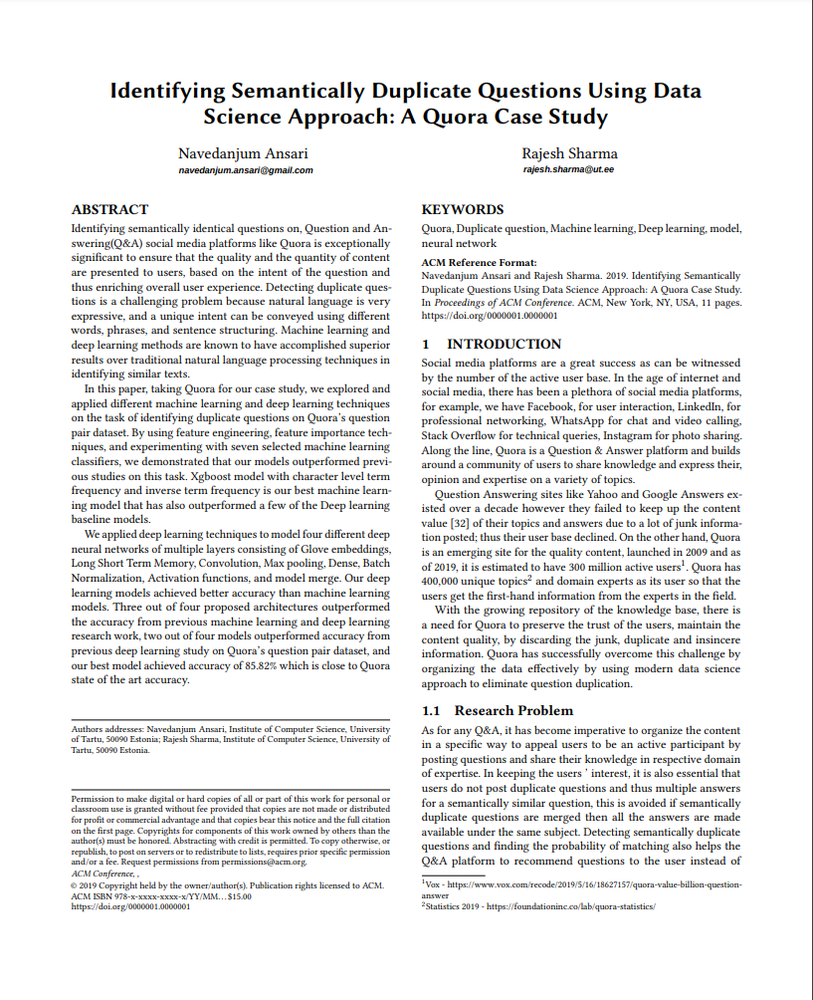 Identifying Semantically Duplicate Questions Using Data
Science Approach: A Quora Case Study
Navedanjum Ansari
navedanjum.ansari@gmail.com
Rajesh Sharma
rajesh.sharma@ut.ee
ABSTRACT
Identifying semantically identical questions on, Question and An-
swering(Q&A) social media platforms like Quora is exceptionally
significant to ensure that the quality and the quantity of content
are presented to users, based on the intent of the question and
thus enriching overall user experience. Detecting duplicate ques-
tions is a challenging problem because natural language is very
expressive, and a unique intent can be conveyed using different
words, phrases, and sentence structuring. Machine learning and
deep learning methods are known to have accomplished superior
results over traditional natural language processing techniques in
identifying similar texts.
In this paper, taking Quora for our case study, we explored and
applied different machine learning and deep learning techniques
on the task of identifying duplicate questions on Quora's question
pair dataset. By using feature engineering, feature importance tech-
niques, and experimenting with seven selected machine learning
classifiers, we demonstrated that our models outperformed previ-
ous studies on this task. Xgboost model with character level term
frequency and inverse term frequency is our best machine learn-
ing model that has also outperformed a few of the Deep learning
baseline models.
We applied deep learning techniques to model four different deep
neural networks of multiple layers consisting of Glove embeddings,
Long Short Term Memory, Convolution, Max pooling, Dense, Batch
Normalization, Activation functions, and model merge. Our deep
learning models achieved better accuracy than machine learning
models. Three out of four proposed architectures outperformed
the accuracy from previous machine learning and deep learning
research work, two out of four models outperformed accuracy from
previous deep learning study on Quora's question pair dataset, and
our best model achieved accuracy of 85.82% which is close to Quora
state of the art accuracy.
Authors addresses: Navedanjum Ansari, Institute of Computer Science, University
of Tartu, 50090 Estonia; Rajesh Sharma, Institute of Computer Science, University of
Tartu, 50090 Estonia.
Permission to make digital or hard copies of all or part of this work for personal or
classroom use is granted without fee provided that copies are not made or distributed
for profit or commercial advantage and that copies bear this notice and the full citation
on the first page. Copyrights for components of this work owned by others than the
author(s) must be honored. Abstracting with credit is permitted. To copy otherwise, or
republish, to post on servers or to redistribute to lists, requires prior specific permission
and/or a fee. Request permissions from permissions@acm.org.
ACM Conference, ,
© 2019 Copyright held by the owner/author(s). Publication rights licensed to ACM.
ACM ISBN 978-x-xxxx-xxxx-x/YY/MM...$15.00
https://doi.org/0000001.0000001
KEYWORDS
Quora, Duplicate question, Machine learning, Deep learning, model,
neural network
ACM Reference Format:
Navedanjum Ansari and Rajesh Sharma. 2019. Identifying Semantically
Duplicate Questions Using Data Science Approach: A Quora Case Study.
In Proceedings of ACM Conference. ACM, New York, NY, USA, 11 pages.
https://doi.org/0000001.0000001
1 INTRODUCTION
Social media platforms are a great success as can be witnessed
by the number of the active user base. In the age of internet and
social media, there has been a plethora of social media platforms,
for example, we have Facebook, for user interaction, LinkedIn, for
professional networking, WhatsApp for chat and video calling,
Stack Overflow for technical queries, Instagram for photo sharing.
Along the line, Quora is a Question & Answer platform and builds
around a community of users to share knowledge and express their,
opinion and expertise on a variety of topics.
Question Answering sites like Yahoo and Google Answers ex-
isted over a decade however they failed to keep up the content
value [32] of their topics and answers due to a lot of junk informa-
tion posted; thus their user base declined. On the other hand, Quora
is an emerging site for the quality content, launched in 2009 and as
of 2019, it is estimated to have 300 million active users1. Quora has
400,000 unique topics2 and domain experts as its user so that the
users get the first-hand information from the experts in the field.
With the growing repository of the knowledge base, there is
a need for Quora to preserve the trust of the users, maintain the
content quality, by discarding the junk, duplicate and insincere
information. Quora has successfully overcome this challenge by
organizing the data effectively by using modern data science
approach to eliminate question duplication.
1.1 Research Problem
As for any Q&A, it has become imperative to organize the content
in a specific way to appeal users to be an active participant by
posting questions and share their knowledge in respective domain
of expertise. In keeping the users ' interest, it is also essential that
users do not post duplicate questions and thus multiple answers
for a semantically similar question, this is avoided if semantically
duplicate questions are merged then all the answers are made
available under the same subject. Detecting semantically duplicate
questions and finding the probability of matching also helps the
Q&A platform to recommend questions to the user instead of
1Vox - https://www.vox.com/recode/2019/5/16/18627157/quora-value-billion-question-
answer
2Statistics 2019 - https://foundationinc.co/lab/quora-statistics/